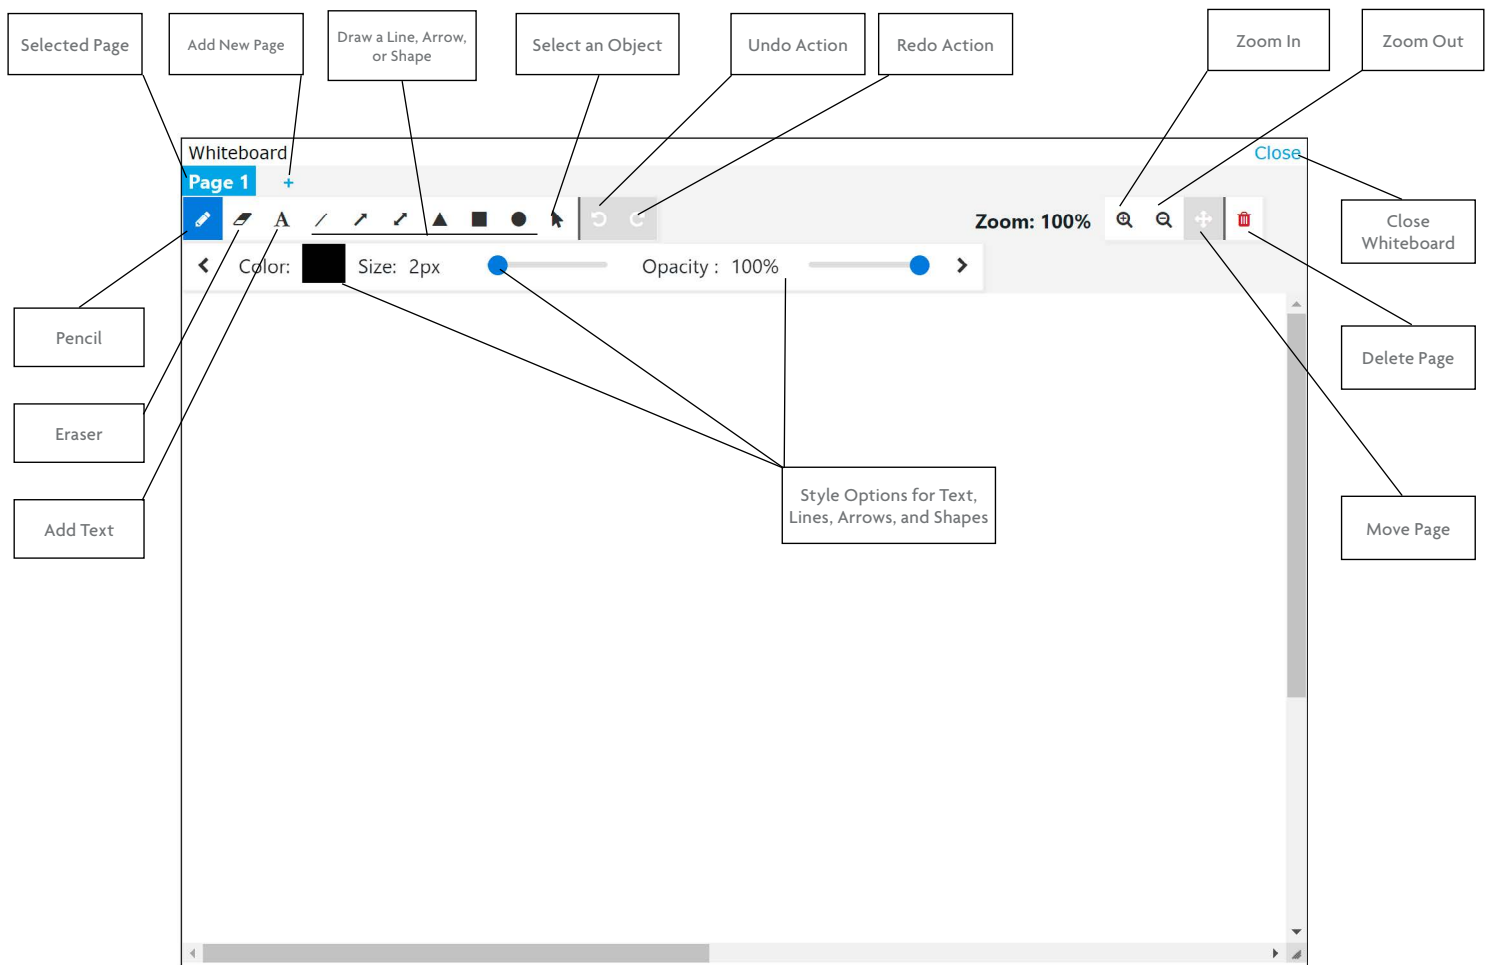 Selected Page
Add New Page
Draw a Line, Arrow,
or Shape
Select an Object
Undo Action
Redo Action
Zoom In
Zoom Out
Whiteboard
Close
Page 1 +
A
Zoom: 100%
Color: Size: 2px Opacity : 100%
Close
Whiteboard
Pencil
Delete Page
Eraser
Style Options for Text,
Lines, Arrows, and Shapes
Add Text
Move Page